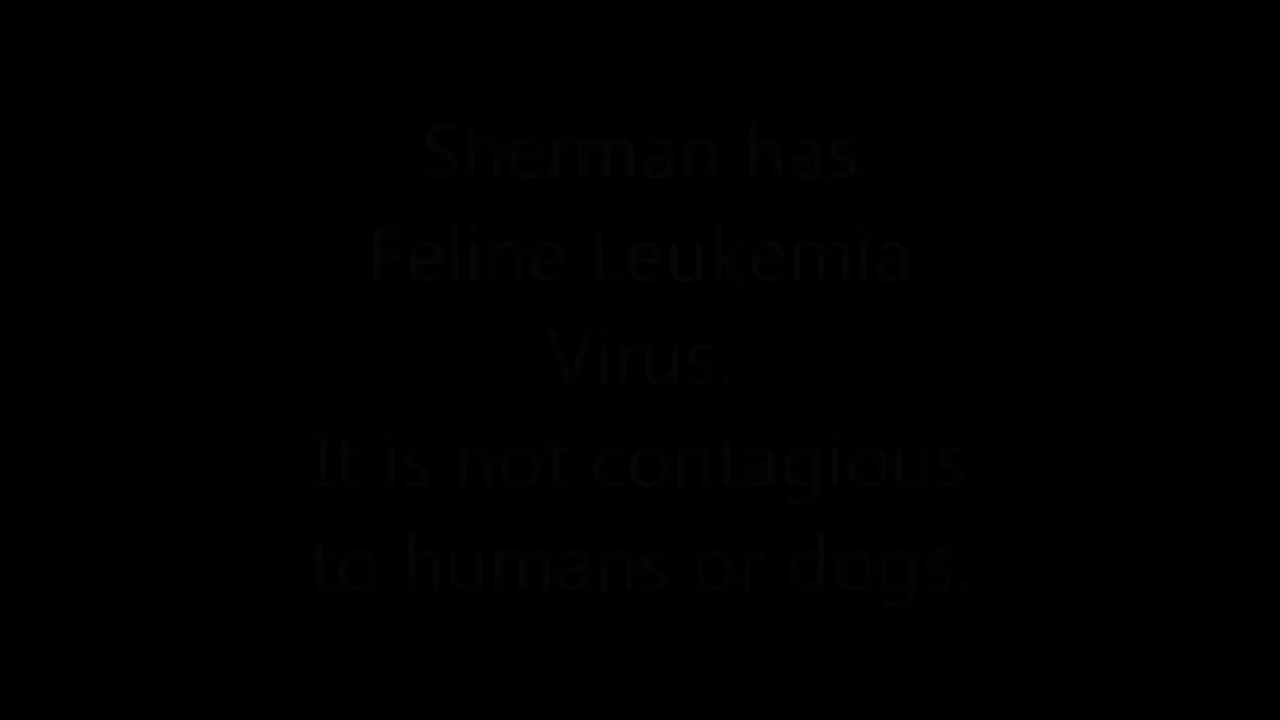 Sherman has
Feline Leukemia
Virus.
It is not contagious
to humans or dogs.